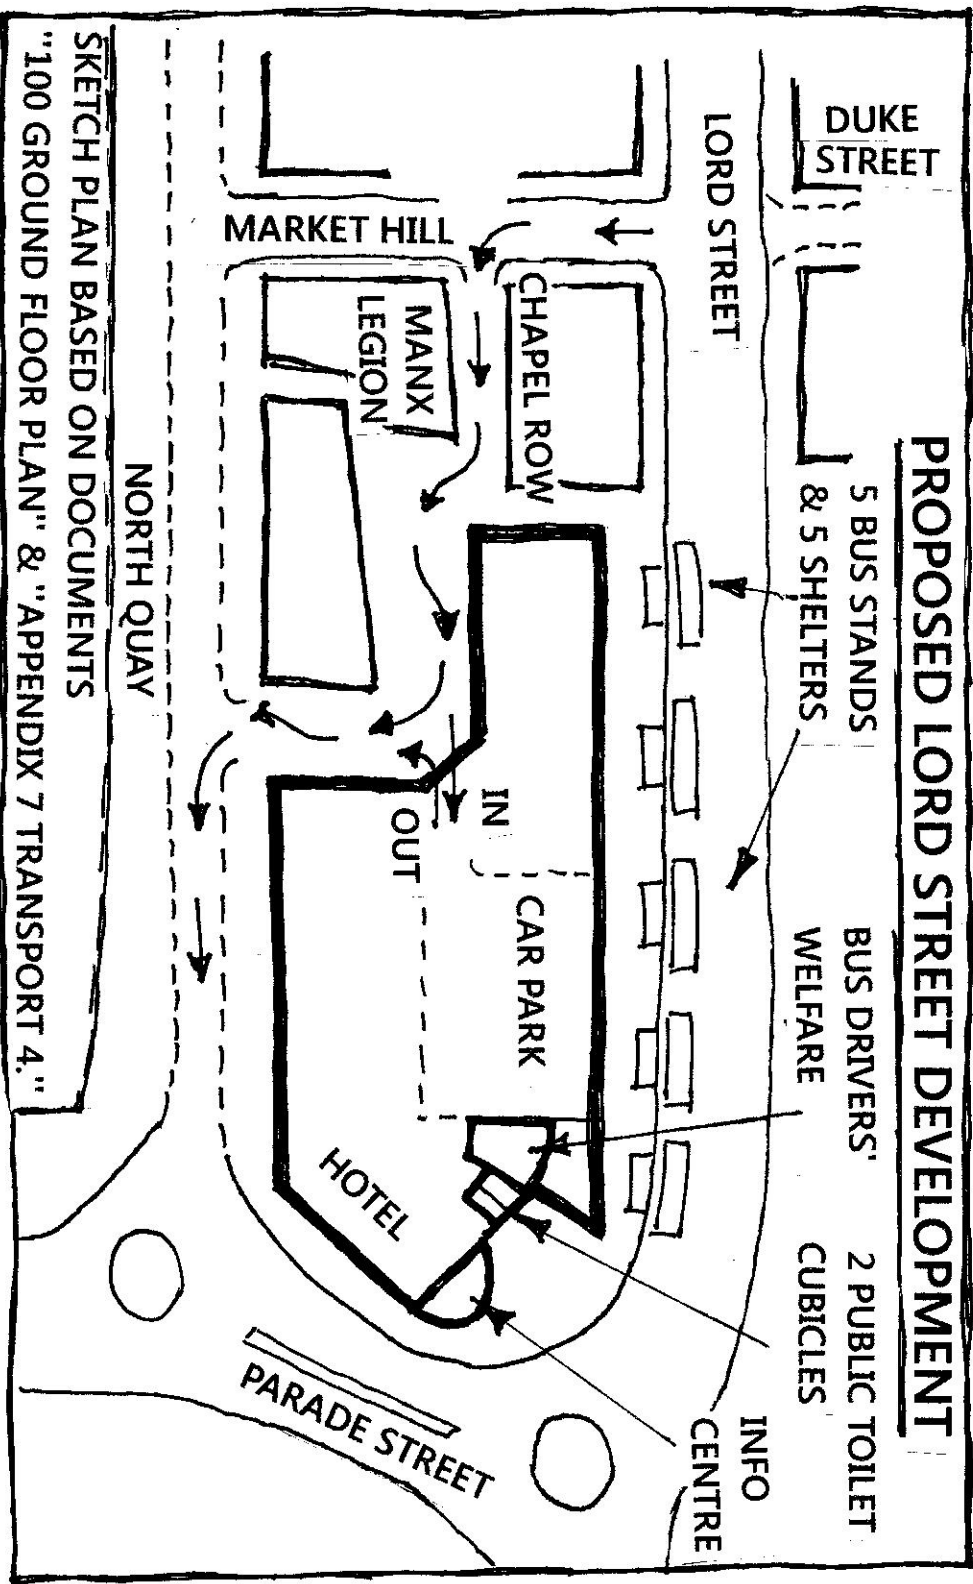 PROPOSED LORD STREET DEVELOPMENT
DUKE
STREET
5 BUS STANDS
& 5 SHELTERS
BUS DRIVERS'
WELFARE
2 PUBLIC TOILET
CUBICLES
INFO
CENTRE
LORD STREET
CHAPEL ROW
MARKET HILL
MANX
LEGION
IN
OUT
CAR PARK
HOTEL
PARADE STREET
NORTH QUAY
SKETCH PLAN BASED ON DOCUMENTS
"100 GROUND FLOOR PLAN" & "APPENDIX 7 TRANSPORT 4."